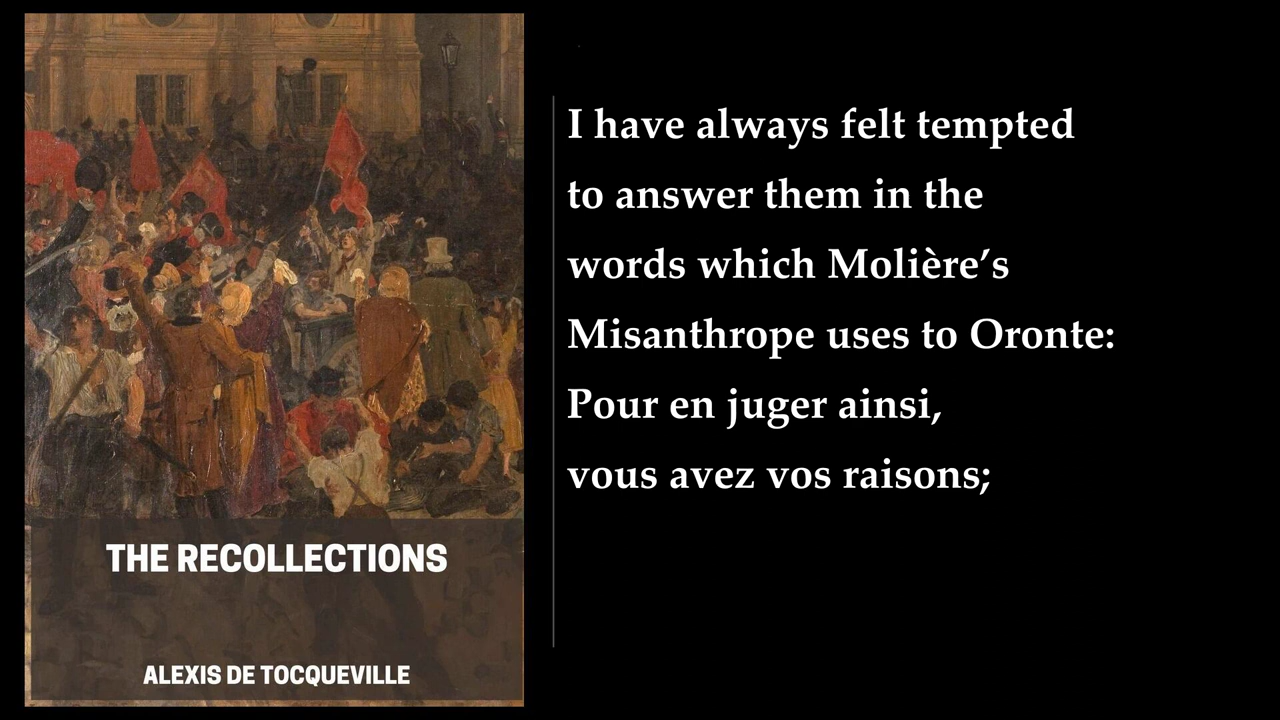 THE RECOLLECTIONS
ALEXIS DE TOCQUEVILLE
I have always felt tempted
to answer them in the
words which Molière’s
Misanthrope uses to Oronte:
Pour en juger ainsi,
vous avez vos raisons;